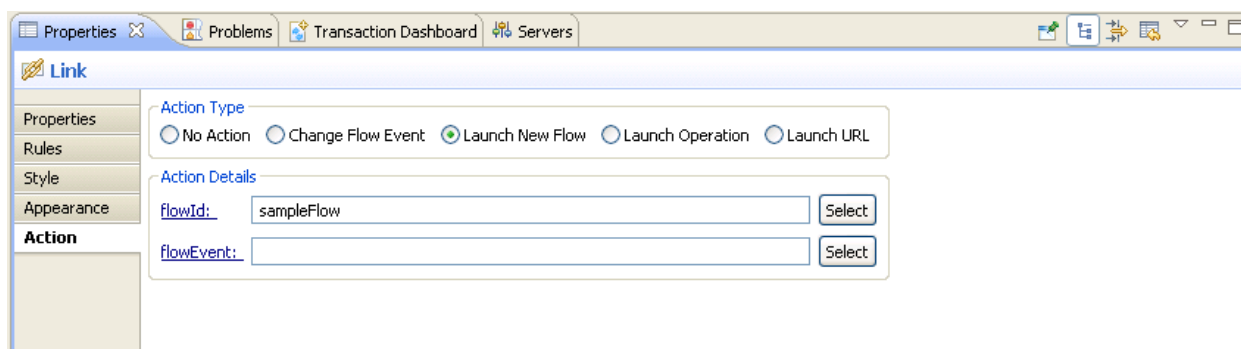 Properties Problems Transaction Dashboard Servers
Link
Properties
Rules
Style
Appearance
Action
Action Type
No Action Change Flow Event Launch New Flow Launch Operation Launch URL
Action Details
flowId: sampleFlow Select
flowEvent: Select